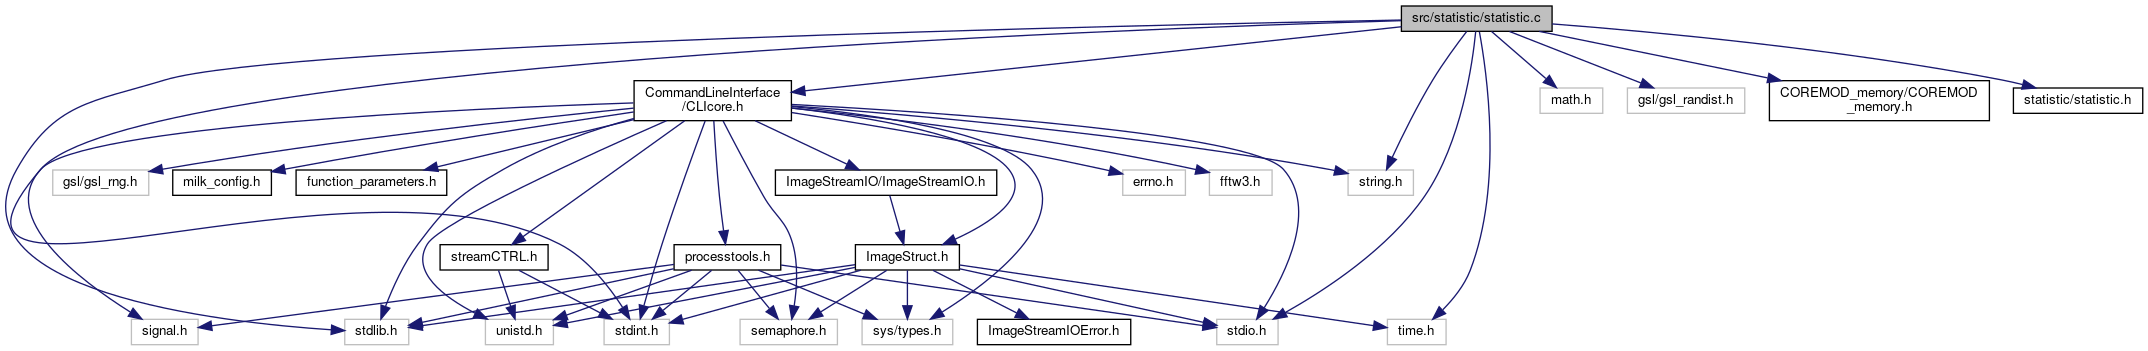 src/statistic/statistic.c
CommandLineInterface
/CLIcore.h
math.h
gsl/gsl_randist.h
COREMOD_memory/COREMOD
_memory.h
statistic/statistic.h
gsl/gsl_rng.h
milk_config.h
function_parameters.h
ImageStreamIO/ImageStreamIO.h
errno.h
fftw3.h
string.h
streamCTRL.h
processtools.h
ImageStruct.h
signal.h
stdlib.h
unistd.h
stdint.h
semaphore.h
sys/types.h
ImageStreamIOError.h
stdio.h
time.h